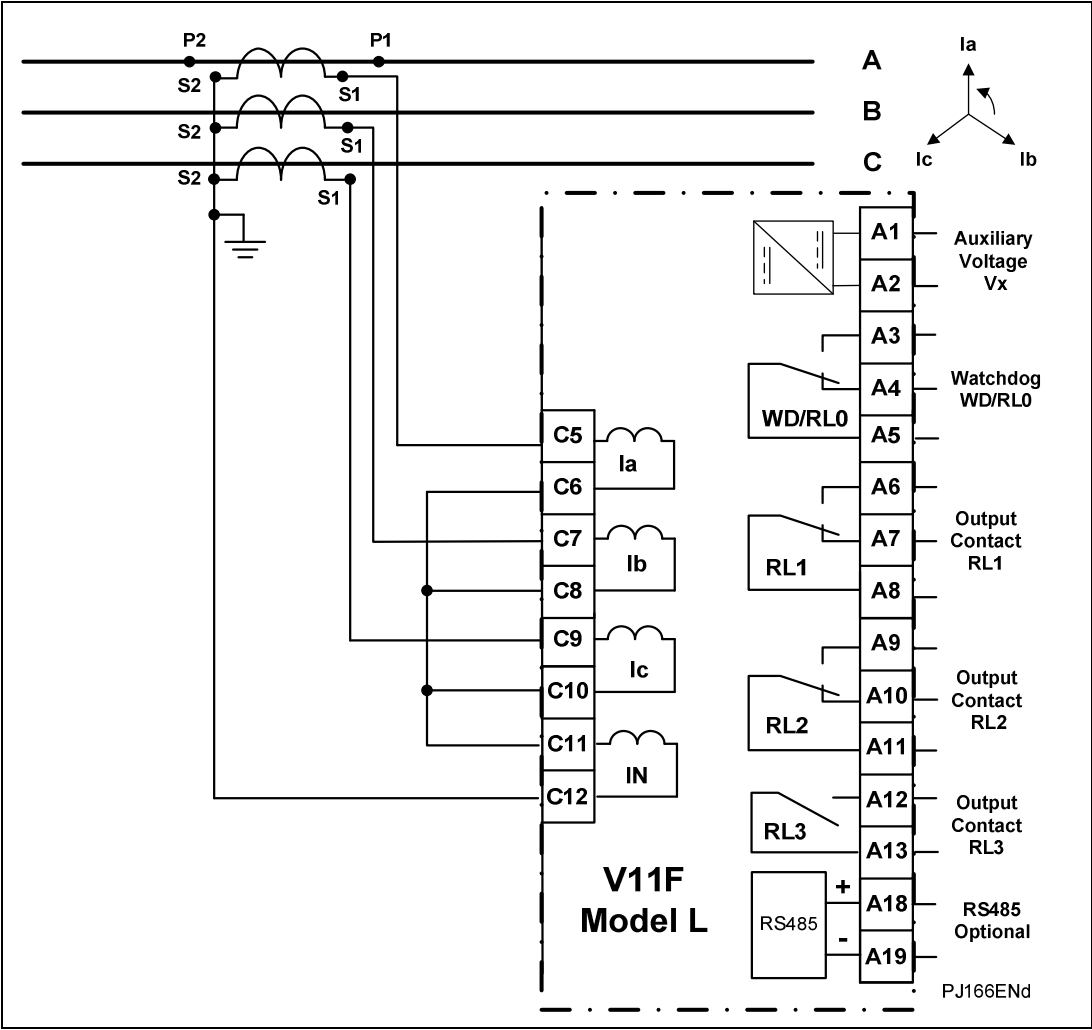 P2
P1
A
Ia
S2
S1
B
S2
S1
C
Ic
Ib
S2
S1
A1
Auxiliary
Voltage
Vx
A2
A3
A4
Watchdog
WD/RL0
WD/RL0
A5
C5
Ia
C6
C7
Ib
C8
C9
Ic
C10
C11
IN
C12
A6
A7
RL1
A8
Output
Contact
RL1
A9
A10
RL2
A11
Output
Contact
RL2
A12
RL3
A13
Output
Contact
RL3
V11F
Model L
RS485
+
-
A18
A19
RS485
Optional
PJ166ENd